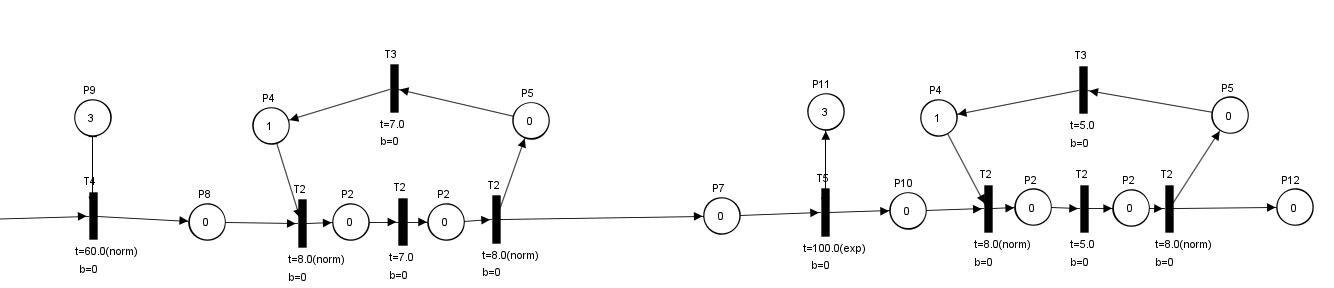 T3
T3
P9
P11
P4
P5
P4
P5
3
1
0
3
1
0
t=7.0
b=0
t=5.0
b=0
T4
P8
T2
P2
T2
P2
T2
P7
T5
P10
T2
P2
T2
P2
T2
P12
0
0
0
0
0
0
0
0
t=60.0(norm)
b=0
t=8.0(norm)
b=0
t=7.0
b=0
t=8.0(norm)
b=0
t=100.0(exp)
b=0
t=8.0(norm)
b=0
t=5.0
b=0
t=8.0(norm)
b=0